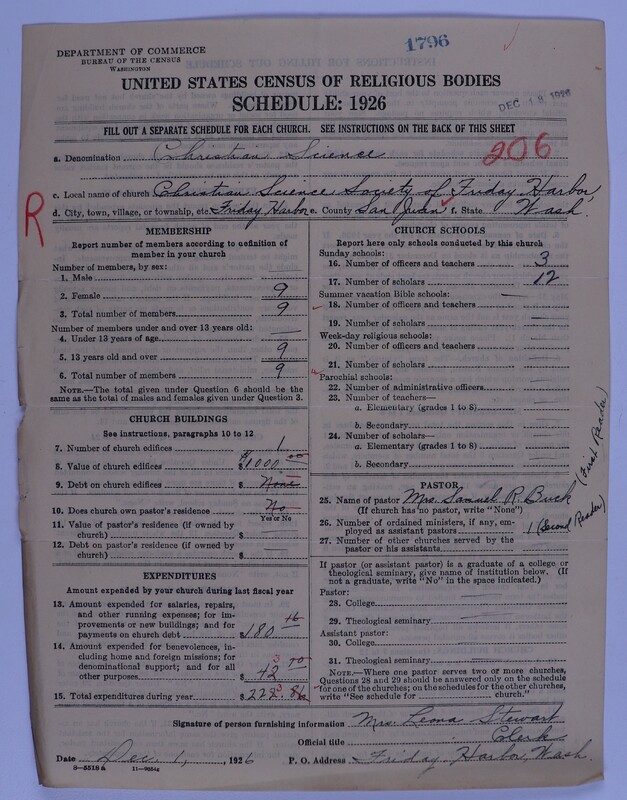 1796
DEPARTMENT OF COMMERCE
BUREAU OF THE CENSUS
WASHINGTON
UNITED STATES CENSUS OF RELIGIOUS BODIES
SCHEDULE: 1926
DEC 18 1926
FILL OUT A SEPARATE SCHEDULE FOR EACH CHURCH. SEE INSTRUCTIONS ON THE BACK OF THIS SHEET
a. Denomination Christian Science
206
R
c. Local name of church Christian Science Society of Friday Harbor,
d. City, town, village, or township, etc. Friday Harbor e. County San Juan f. State Wash.
MEMBERSHIP
Report number of members according to definition of
member in your church
Number of members, by sex:
1. Male
2. Female 9
3. Total number of members 9
Number of members under and over 13 years old:
4. Under 13 years of age
5. 13 years old and over 9
6. Total number of members 9
NOTE.—The total given under Question 6 should be the
same as the total of males and females given under Question 3.
CHURCH BUILDINGS
See instructions, paragraphs 10 to 12
7. Number of church edifices 1
8. Value of church edifices $1000 00
9. Debt on church edifices $ None
10. Does church own pastor's residence No
Yes or No
11. Value of pastor's residence (if owned by
church) $
12. Debt on pastor's residence (if owned by
church) $
EXPENDITURES
Amount expended by your church during last fiscal year
13. Amount expended for salaries, repairs,
and other running expenses; for im-
provements or new buildings; and for
payments on church debt $180 16
14. Amount expended for benevolences, in-
cluding home and foreign missions; for
denominational support; and for all
other purposes $ 42 70
15. Total expenditures during year $222.86
CHURCH SCHOOLS
Report here only schools conducted by this church
Sunday schools:
16. Number of officers and teachers 3
17. Number of scholars 12
Summer vacation Bible schools:
18. Number of officers and teachers
19. Number of scholars
Week-day religious schools:
20. Number of officers and teachers
21. Number of scholars
Parochial schools:
22. Number of administrative officers
23. Number of teachers—
a. Elementary (grades 1 to 8)
b. Secondary
24. Number of scholars—
a. Elementary (grades 1 to 8)
b. Secondary
PASTOR
25. Name of pastor Mrs. Samuel R. Buck (First Reader)
(If church has no pastor, write "None")
26. Number of ordained ministers, if any, em-
ployed as assistant pastors 1 (Second Reader)
27. Number of other churches served by the
pastor or his assistants
If pastor (or assistant pastor) is a graduate of a college or
theological seminary, give name of institution below. (If
not a graduate, write "No" in the space indicated.)
Pastor:
28. College
29. Theological seminary
Assistant pastor:
30. College
31. Theological seminary
NOTE.—Where one pastor serves two or more churches,
Questions 28 and 29 should be answered only on the schedule
for one of the churches; on the schedules for the other churches,
write "See schedule for church."
Signature of person furnishing information Mrs. Leona Stewart
Official title Clerk
Date Dec. 1, , 1926 P. O. Address Friday Harbor, Wash.
8—5518a 11—9054